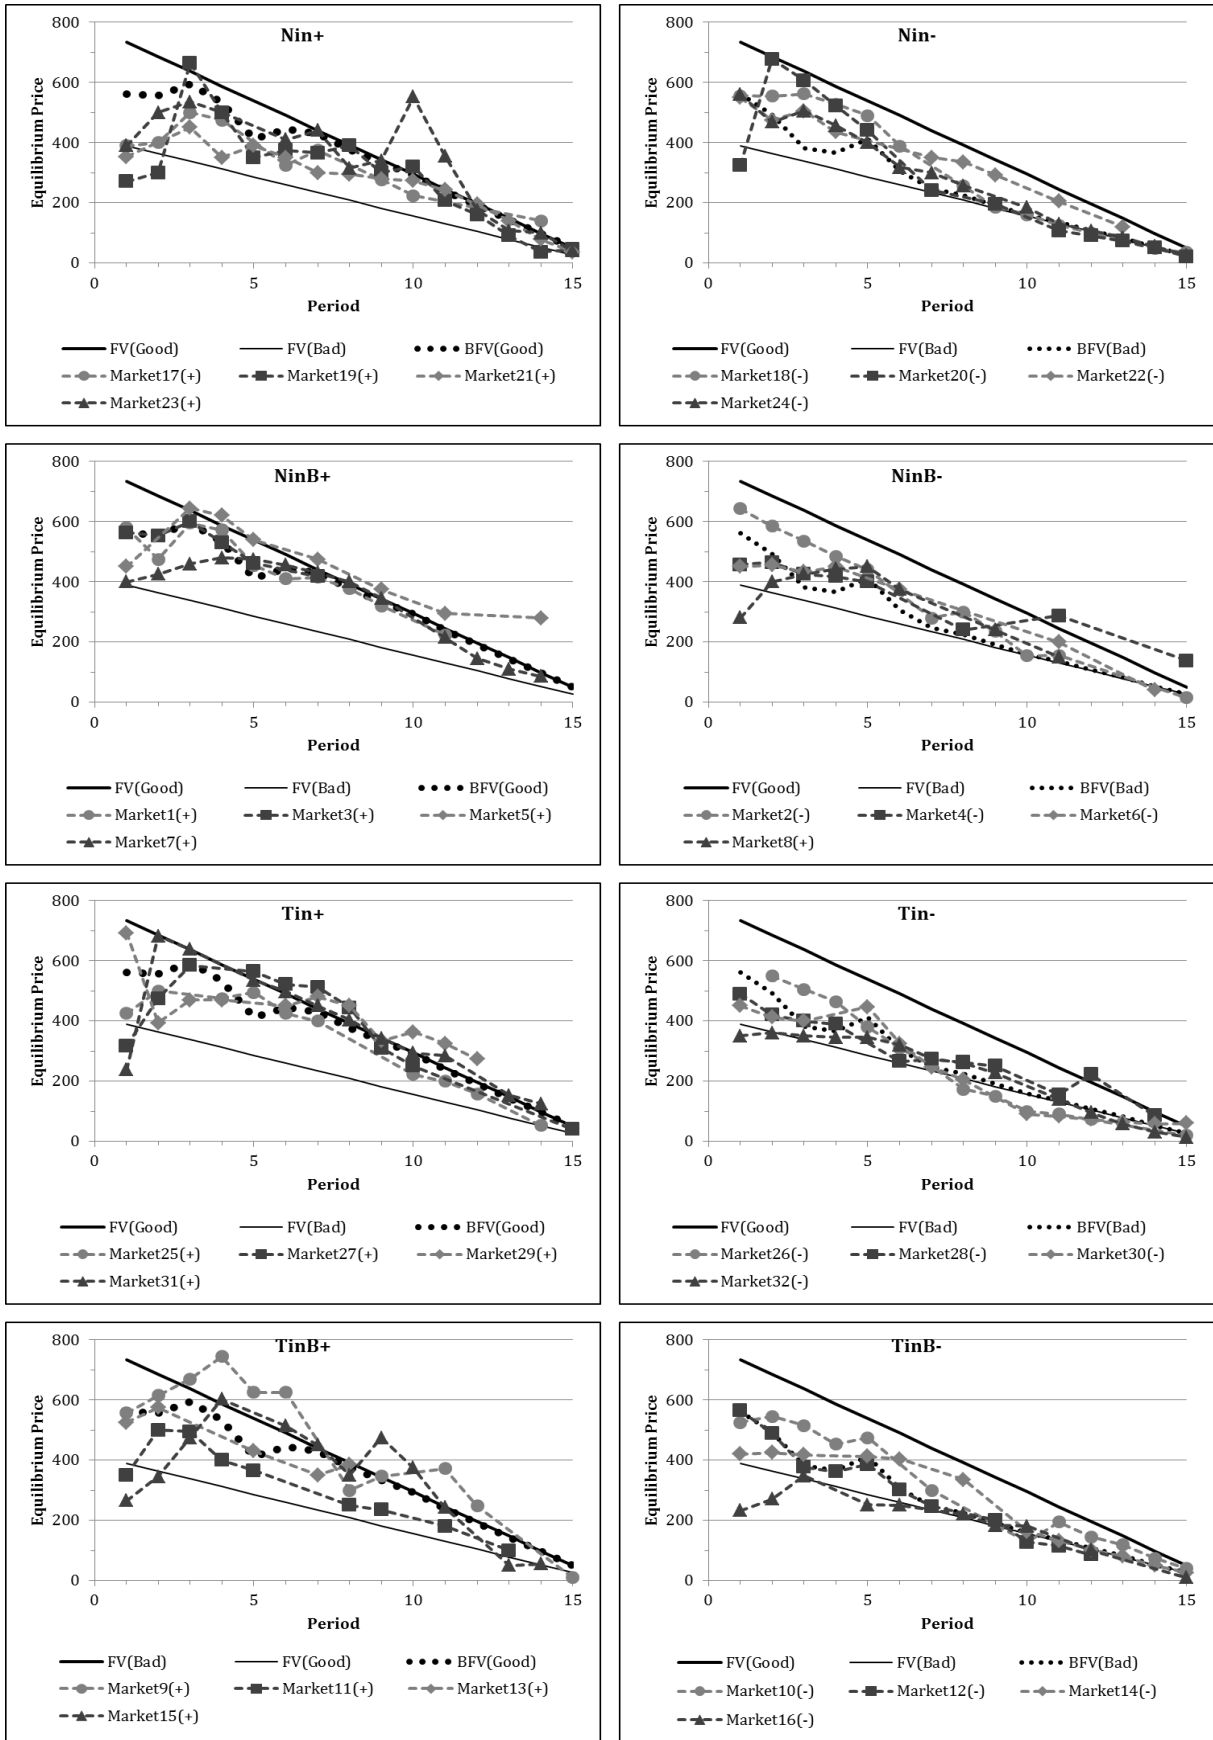 Nin+
800
600
400
200
0
Equilibrium Price
0 5 10 15
Period
FV(Good) FV(Bad) BFV(Good)
Market17(+) Market19(+) Market21(+)
Market23(+)
Nin-
800
600
400
200
0
Equilibrium Price
0 5 10 15
Period
FV(Good) FV(Bad) BFV(Bad)
Market18(-) Market20(-) Market22(-)
Market24(-)
NinB+
800
600
400
200
0
Equilibrium Price
0 5 10 15
Period
FV(Good) FV(Bad) BFV(Good)
Market1(+) Market3(+) Market5(+)
Market7(+)
NinB-
800
600
400
200
0
Equilibrium Price
0 5 10 15
Period
FV(Good) FV(Bad) BFV(Bad)
Market2(-) Market4(-) Market6(-)
Market8(+)
Tin+
800
600
400
200
0
Equilibrium Price
0 5 10 15
Period
FV(Good) FV(Bad) BFV(Good)
Market25(+) Market27(+) Market29(+)
Market31(+)
Tin-
800
600
400
200
0
Equilibrium Price
0 5 10 15
Period
FV(Good) FV(Bad) BFV(Bad)
Market26(-) Market28(-) Market30(-)
Market32(-)
TinB+
800
600
400
200
0
Equilibrium Price
0 5 10 15
Period
FV(Bad) FV(Good) BFV(Good)
Market9(+) Market11(+) Market13(+)
Market15(+)
TinB-
800
600
400
200
0
Equilibrium Price
0 5 10 15
Period
FV(Good) FV(Bad) BFV(Bad)
Market10(-) Market12(-) Market14(-)
Market16(-)